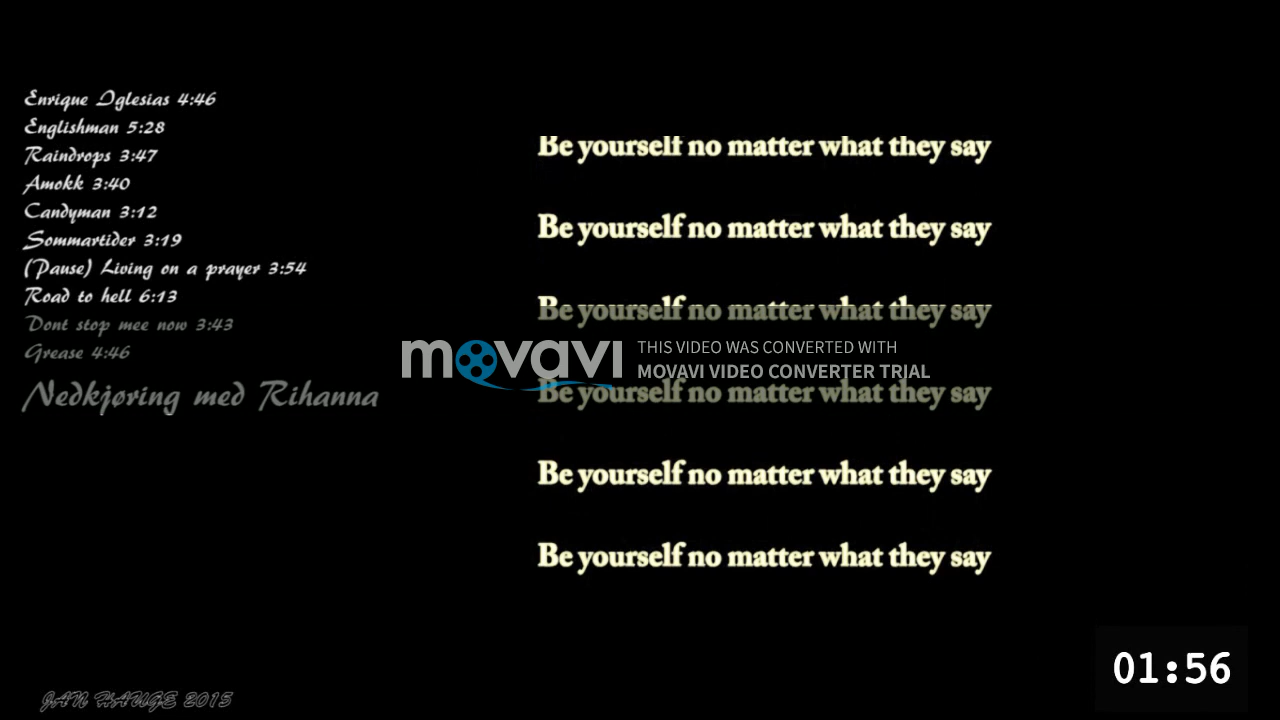 Enrique Iglesias 4:46
Englishman 5:28
Raindrops 3:47
Amokk 3:40
Candyman 3:12
Sommartider 3:19
(Pause) Living on a prayer 3:54
Road to hell 6:13
Dont stop mee now 3:43
Grease 4:46
Nedkjøring med Rihanna
Be yourself no matter what they say
Be yourself no matter what they say
Be yourself no matter what they say
movavi
THIS VIDEO WAS CONVERTED WITH
MOVAVI VIDEO CONVERTER TRIAL
Be yourself no matter what they say
Be yourself no matter what they say
Be yourself no matter what they say
JAN HAUGE 2015
01:56